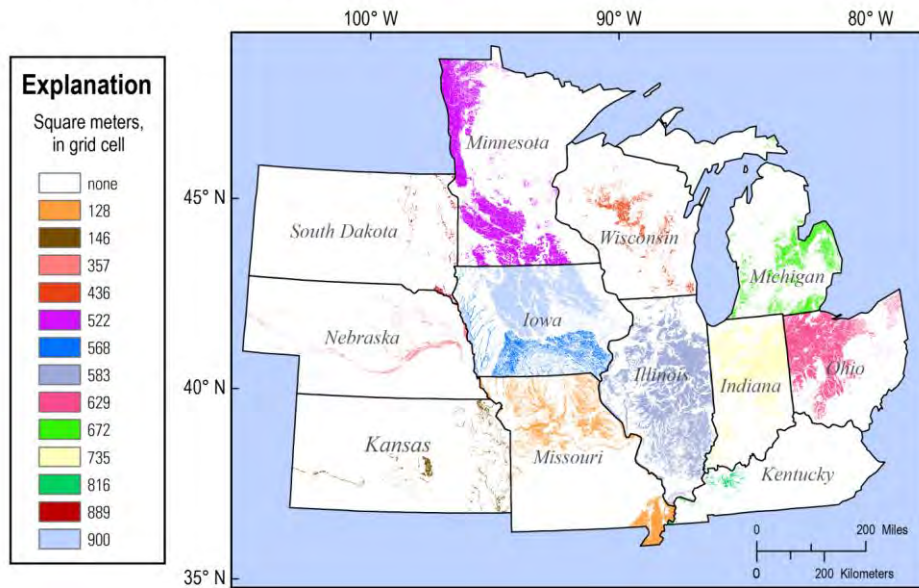 100° W
90° W
80° W
Explanation
Square meters,
in grid cell
none
128
146
357
436
522
568
583
629
672
735
816
889
900
45° N
40° N
35° N
Minnesota
South Dakota
Wisconsin
Michigan
Iowa
Nebraska
Illinois
Indiana
Ohio
Kansas
Missouri
Kentucky
0 200 Miles
0 200 Kilometers